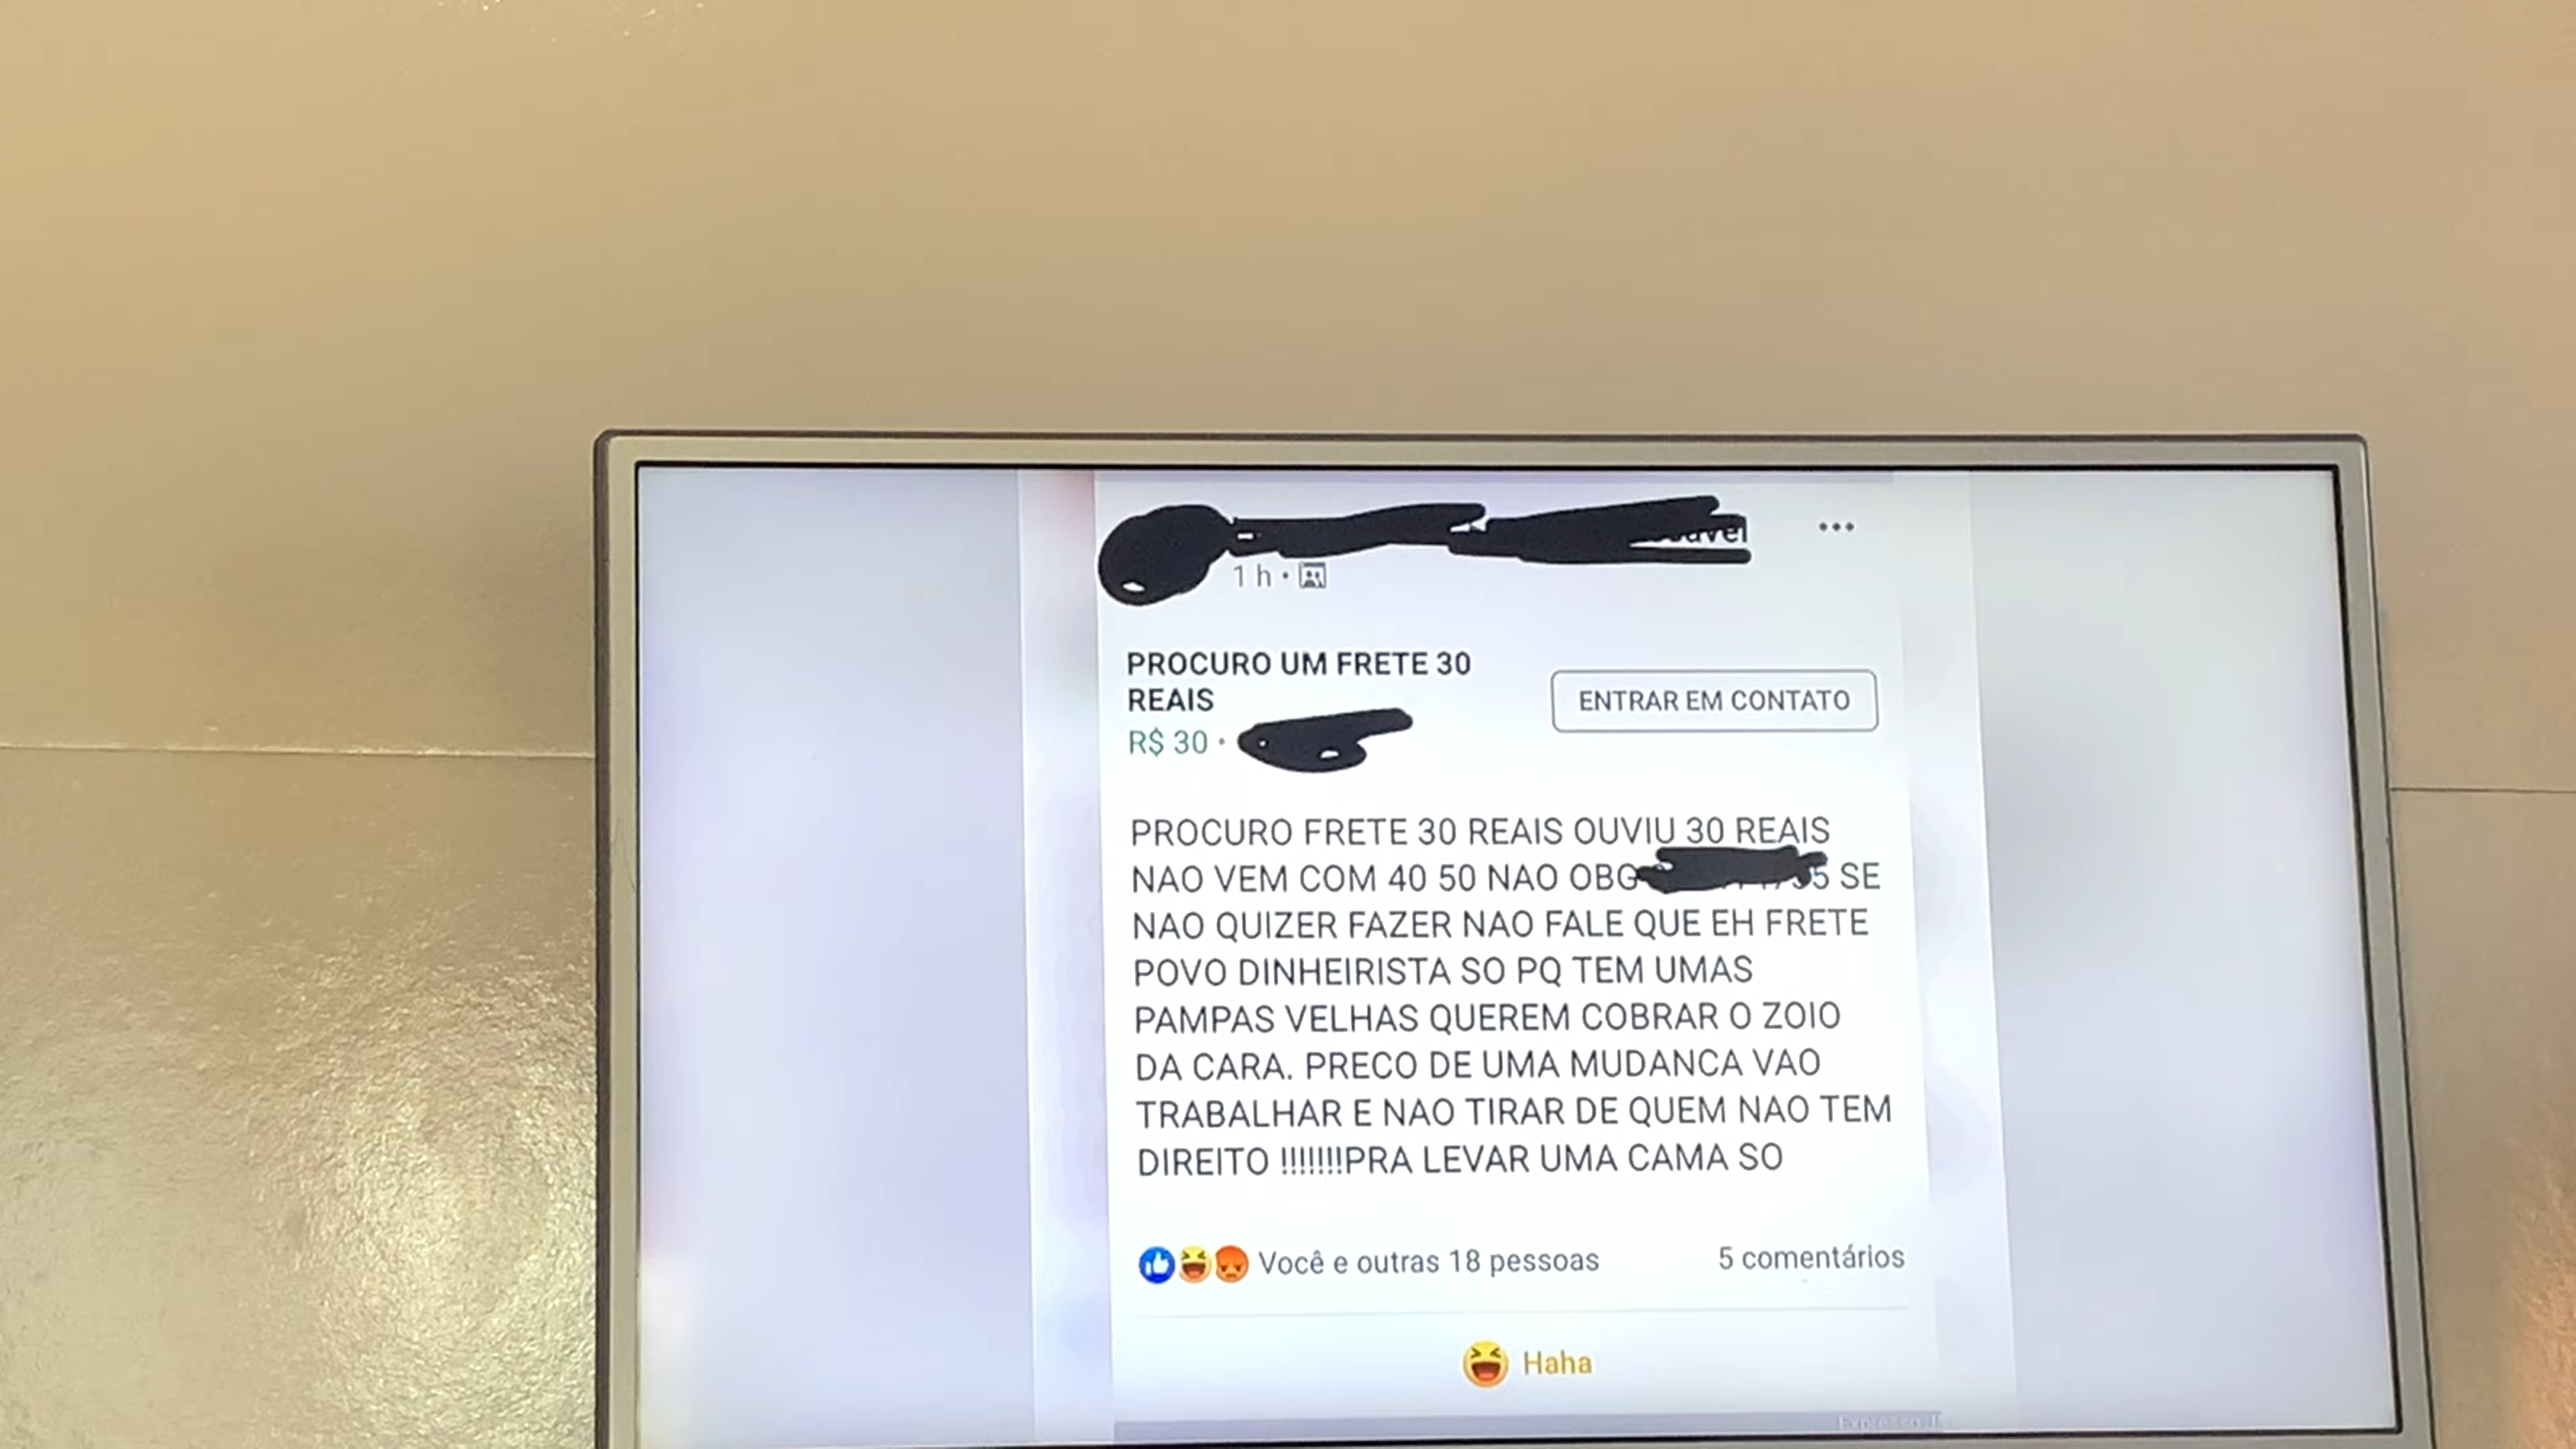 1 h •
PROCURO UM FRETE 30
REAIS
ENTRAR EM CONTATO
R$ 30 •
PROCURO FRETE 30 REAIS OUVIU 30 REAIS
NAO VEM COM 40 50 NAO OBG SE
NAO QUIZER FAZER NAO FALE QUE EH FRETE
POVO DINHEIRISTA SO PQ TEM UMAS
PAMPAS VELHAS QUEREM COBRAR O ZOIO
DA CARA. PRECO DE UMA MUDANCA VAO
TRABALHAR E NAO TIRAR DE QUEM NAO TEM
DIREITO !!!!!!!PRA LEVAR UMA CAMA SO
Você e outras 18 pessoas 5 comentários
Haha